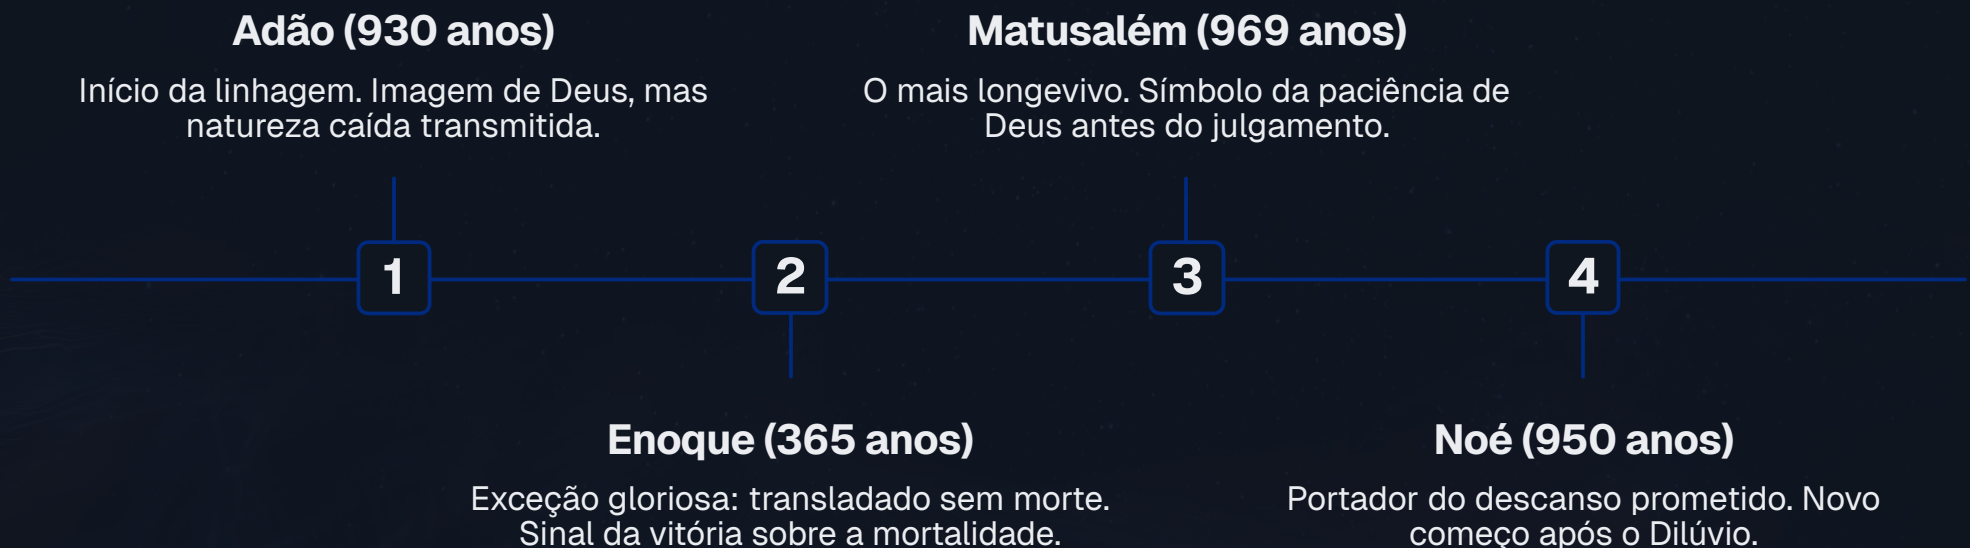 Adão (930 anos)
Início da linhagem. Imagem de Deus, mas
natureza caída transmitida.
Matusalém (969 anos)
O mais longevivo. Símbolo da paciência de
Deus antes do julgamento.
1
2
3
4
Enoque (365 anos)
Exceção gloriosa: transladado sem morte.
Sinal da vitória sobre a mortalidade.
Noé (950 anos)
Portador do descanso prometido. Novo
começo após o Dilúvio.